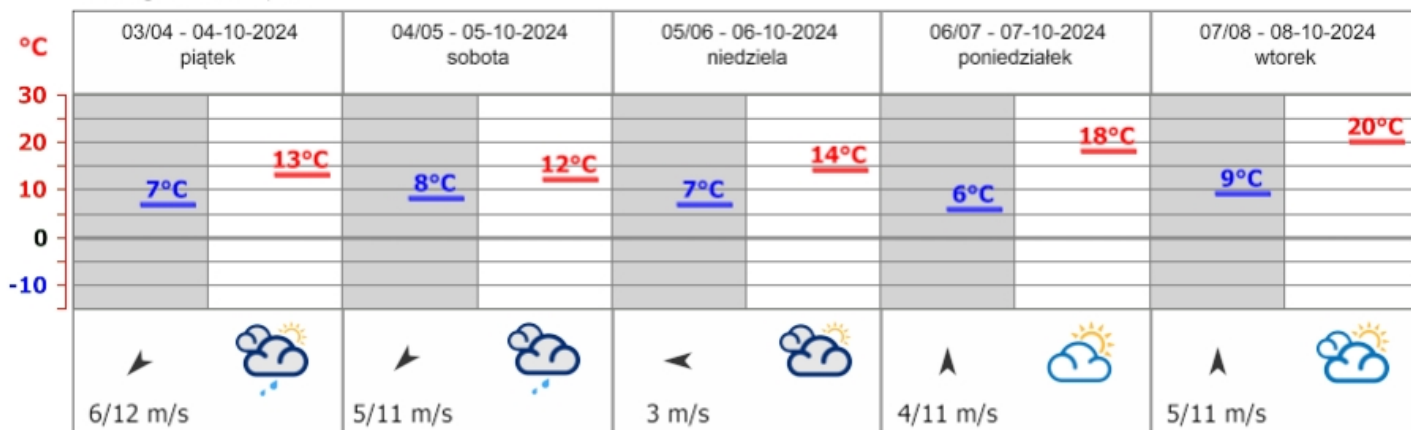 °C
03/04 - 04-10-2024
piątek
04/05 - 05-10-2024
sobota
05/06 - 06-10-2024
niedziela
06/07 - 07-10-2024
poniedziałek
07/08 - 08-10-2024
wtorek
30
20
10
0
-10
7°C
13°C
8°C
12°C
7°C
14°C
6°C
18°C
9°C
20°C
6/12 m/s
5/11 m/s
3 m/s
4/11 m/s
5/11 m/s